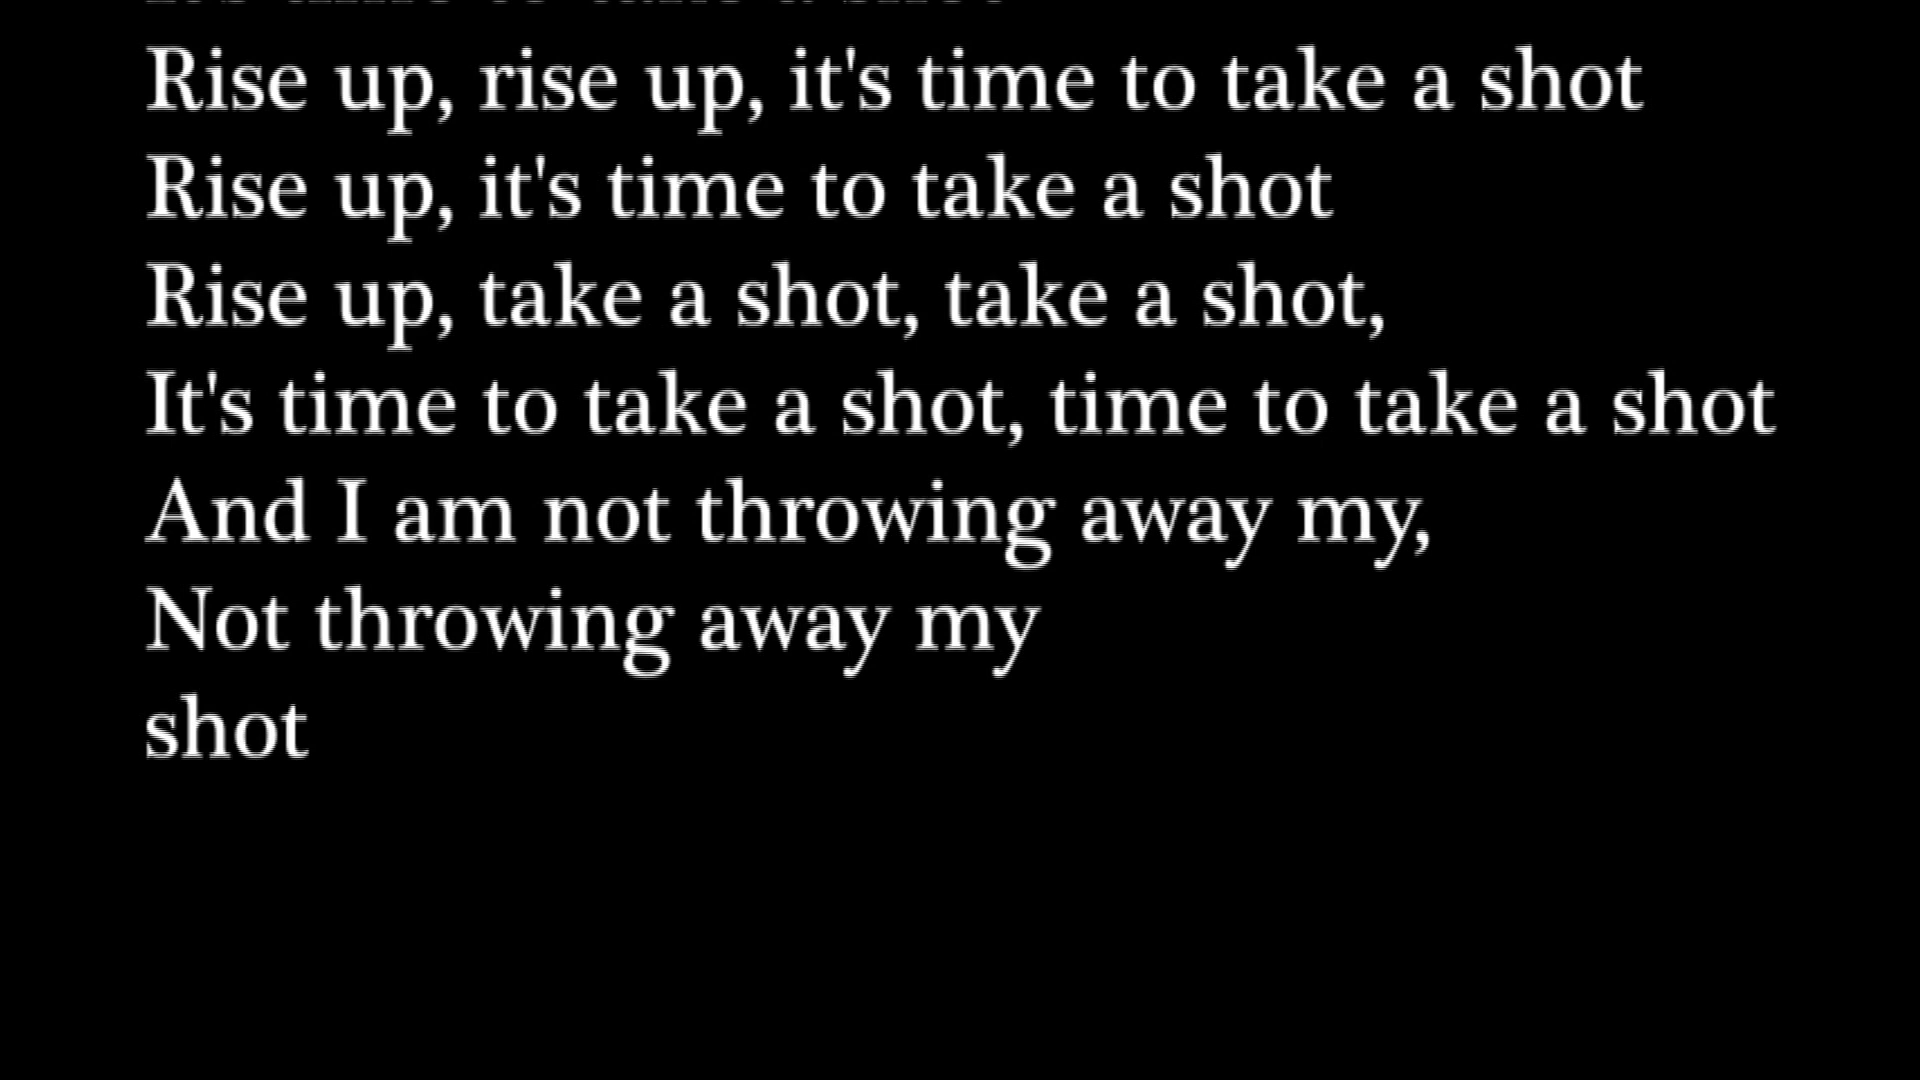 Rise up, rise up, it's time to take a shot
Rise up, it's time to take a shot
Rise up, take a shot, take a shot,
It's time to take a shot, time to take a shot
And I am not throwing away my,
Not throwing away my
shot